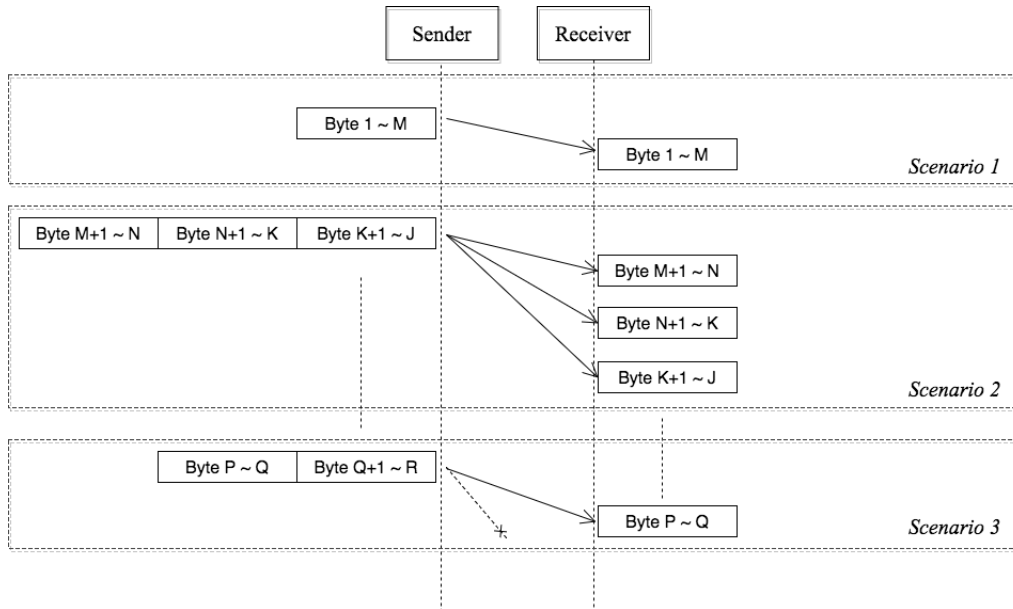 Sender
Receiver
Byte 1 ~ M
Byte 1 ~ M
Scenario 1
Byte M+1 ~ N
Byte N+1 ~ K
Byte K+1 ~ J
Byte M+1 ~ N
Byte N+1 ~ K
Byte K+1 ~ J
Scenario 2
Byte P ~ Q
Byte Q+1 ~ R
Byte P ~ Q
Scenario 3